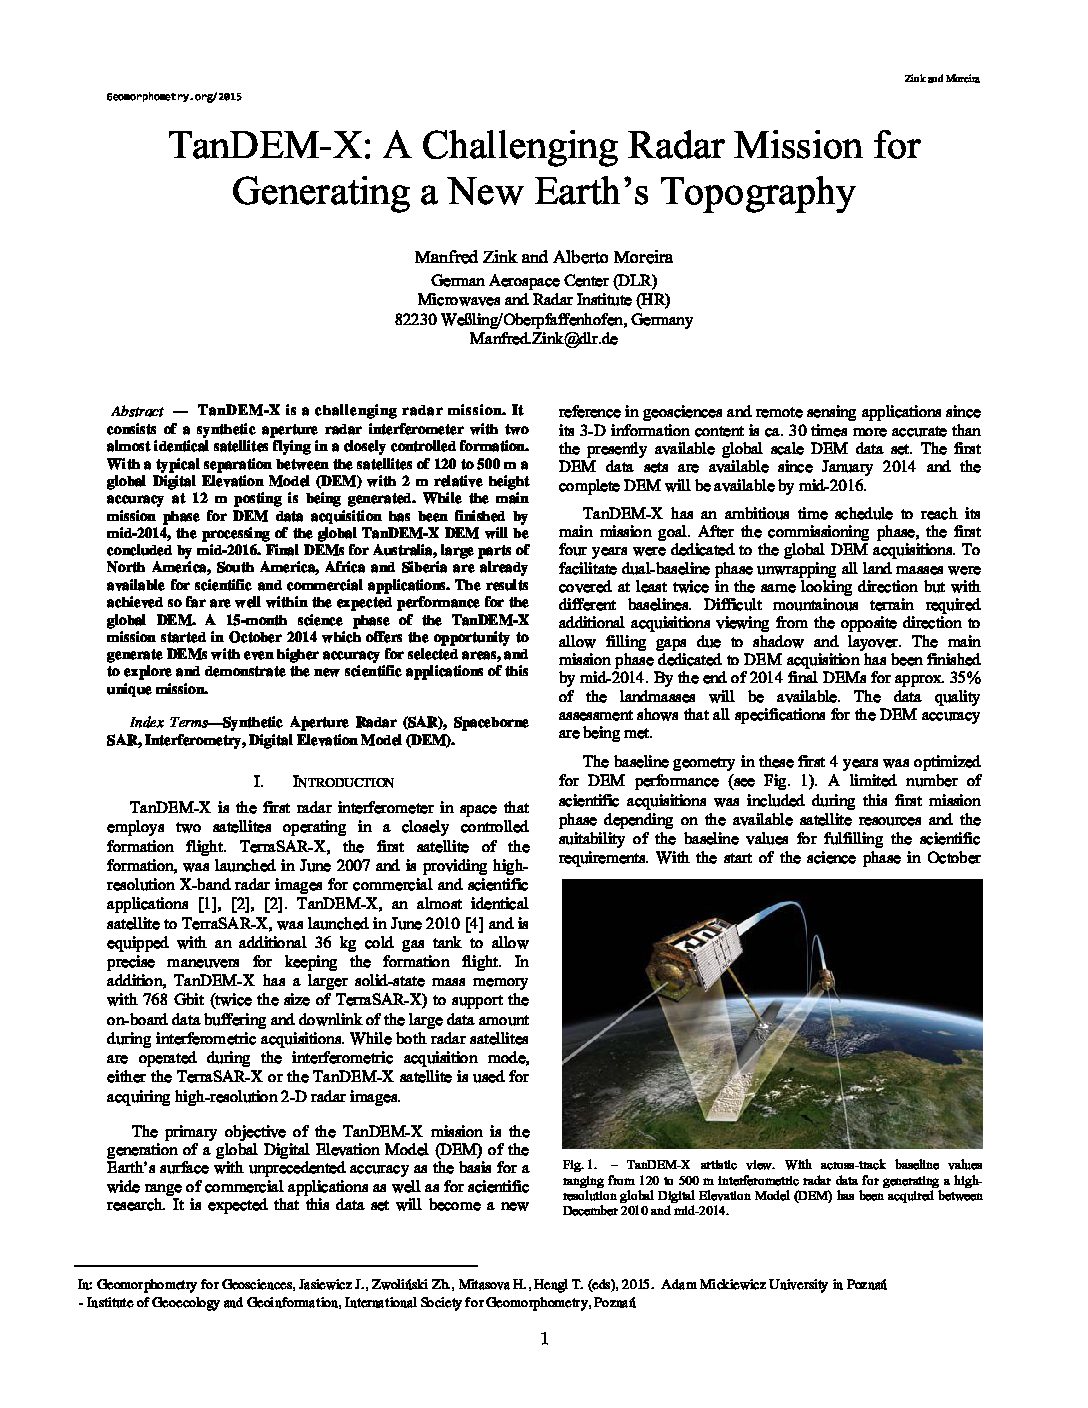 Zink and Moreira
Geomorphometry.org/2015
TanDEM-X: A Challenging Radar Mission for
Generating a New Earth’s Topography
Manfred Zink and Alberto Moreira
German Aerospace Center (DLR)
Microwaves and Radar Institute (HR)
82230 Weßling/Oberpfaffenhofen, Germany
Manfred.Zink@dlr.de
Abstract — TanDEM-X is a challenging radar mission. It
consists of a synthetic aperture radar interferometer with two
almost identical satellites flying in a closely controlled formation.
With a typical separation between the satellites of 120 to 500 m a
global Digital Elevation Model (DEM) with 2 m relative height
accuracy at 12 m posting is being generated. While the main
mission phase for DEM data acquisition has been finished by
mid-2014, the processing of the global TanDEM-X DEM will be
concluded by mid-2016. Final DEMs for Australia, large parts of
North America, South America, Africa and Siberia are already
available for scientific and commercial applications. The results
achieved so far are well within the expected performance for the
global DEM. A 15-month science phase of the TanDEM-X
mission started in October 2014 which offers the opportunity to
generate DEMs with even higher accuracy for selected areas, and
to explore and demonstrate the new scientific applications of this
unique mission.
Index Terms—Synthetic Aperture Radar (SAR), Spaceborne
SAR, Interferometry, Digital Elevation Model (DEM).
I. INTRODUCTION
TanDEM-X is the first radar interferometer in space that
employs two satellites operating in a closely controlled
formation flight. TerraSAR-X, the first satellite of the
formation, was launched in June 2007 and is providing high-
resolution X-band radar images for commercial and scientific
applications [1], [2], [2]. TanDEM-X, an almost identical
satellite to TerraSAR-X, was launched in June 2010 [4] and is
equipped with an additional 36 kg cold gas tank to allow
precise maneuvers for keeping the formation flight. In
addition, TanDEM-X has a larger solid-state mass memory
with 768 Gbit (twice the size of TerraSAR-X) to support the
on-board data buffering and downlink of the large data amount
during interferometric acquisitions. While both radar satellites
are operated during the interferometric acquisition mode,
either the TerraSAR-X or the TanDEM-X satellite is used for
acquiring high-resolution 2-D radar images.
The primary objective of the TanDEM-X mission is the
generation of a global Digital Elevation Model (DEM) of the
Earth’s surface with unprecedented accuracy as the basis for a
wide range of commercial applications as well as for scientific
research. It is expected that this data set will become a new
reference in geosciences and remote sensing applications since
its 3-D information content is ca. 30 times more accurate than
the presently available global scale DEM data set. The first
DEM data sets are available since January 2014 and the
complete DEM will be available by mid-2016.
TanDEM-X has an ambitious time schedule to reach its
main mission goal. After the commissioning phase, the first
four years were dedicated to the global DEM acquisitions. To
facilitate dual-baseline phase unwrapping all land masses were
covered at least twice in the same looking direction but with
different baselines. Difficult mountainous terrain required
additional acquisitions viewing from the opposite direction to
allow filling gaps due to shadow and layover. The main
mission phase dedicated to DEM acquisition has been finished
by mid-2014. By the end of 2014 final DEMs for approx. 35%
of the landmasses will be available. The data quality
assessment shows that all specifications for the DEM accuracy
are being met.
The baseline geometry in these first 4 years was optimized
for DEM performance (see Fig. 1). A limited number of
scientific acquisitions was included during this first mission
phase depending on the available satellite resources and the
suitability of the baseline values for fulfilling the scientific
requirements. With the start of the science phase in October
Fig. 1. – TanDEM-X artistic view. With across-track baseline values
ranging from 120 to 500 m interferometric radar data for generating a high-
resolution global Digital Elevation Model (DEM) has been acquired between
December 2010 and mid-2014.
In: Geomorphometry for Geosciences, Jasiewicz J., Zwoliński Zb., Mitasova H., Hengl T. (eds), 2015. Adam Mickiewicz University in Poznań
- Institute of Geoecology and Geoinformation, International Society for Geomorphometry, Poznań
1